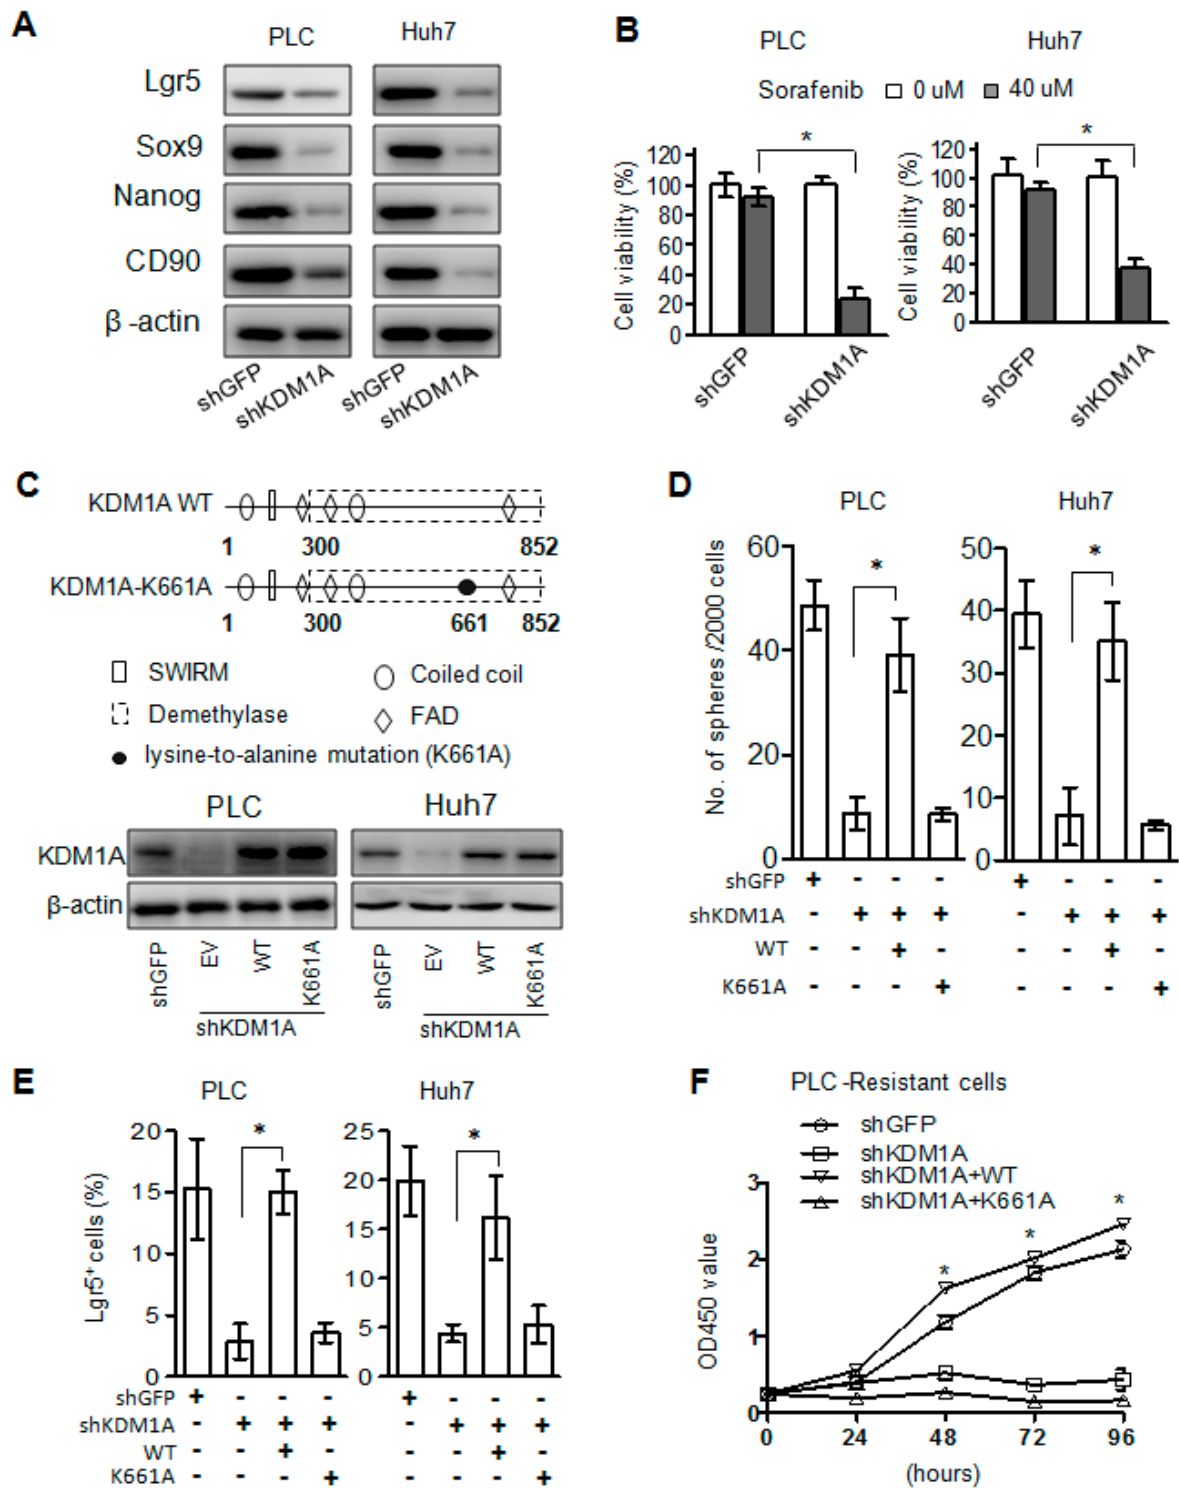 A
PLC Huh7
Lgr5
Sox9
Nanog
CD90
β -actin
shGFP shKDM1A shGFP shKDM1A
B
PLC Huh7
Sorafenib 0 uM 40 uM
Cell viability (%)
120
100
80
60
40
20
0
*
shGFP shKDM1A
Cell viability (%)
120
100
80
60
40
20
0
*
shGFP shKDM1A
C
KDM1A WT
1 300 852
KDM1A-K661A
1 300 661 852
SWIRM Coiled coil
Demethylase FAD
lysine-to-alanine mutation (K661A)
PLC Huh7
KDM1A
β-actin
shGFP EV WT K661A shGFP EV WT K661A
shKDM1A shKDM1A
D
PLC Huh7
No. of spheres /2000 cells
60
40
20
0
*
50
40
30
20
10
0
*
shGFP + - - - + - - -
shKDM1A - + + + - + + +
WT - - + - - - + -
K661A - - - + - - - +
E
PLC Huh7
Lgr5⁺ cells (%)
20
15
10
5
0
*
25
20
15
10
5
0
*
shGFP + - - - + - - -
shKDM1A - + + + - + + +
WT - - + - - - + -
K661A - - - + - - - +
F
PLC -Resistant cells
shGFP
shKDM1A
shKDM1A+WT
shKDM1A+K661A
OD450 value
3
2
1
0
* * *
0 24 48 72 96
(hours)